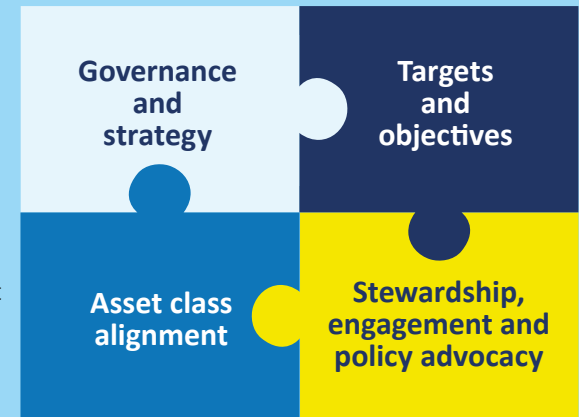 Governance
and
strategy
Targets
and
objectives
Asset class
alignment
Stewardship,
engagement and
policy advocacy